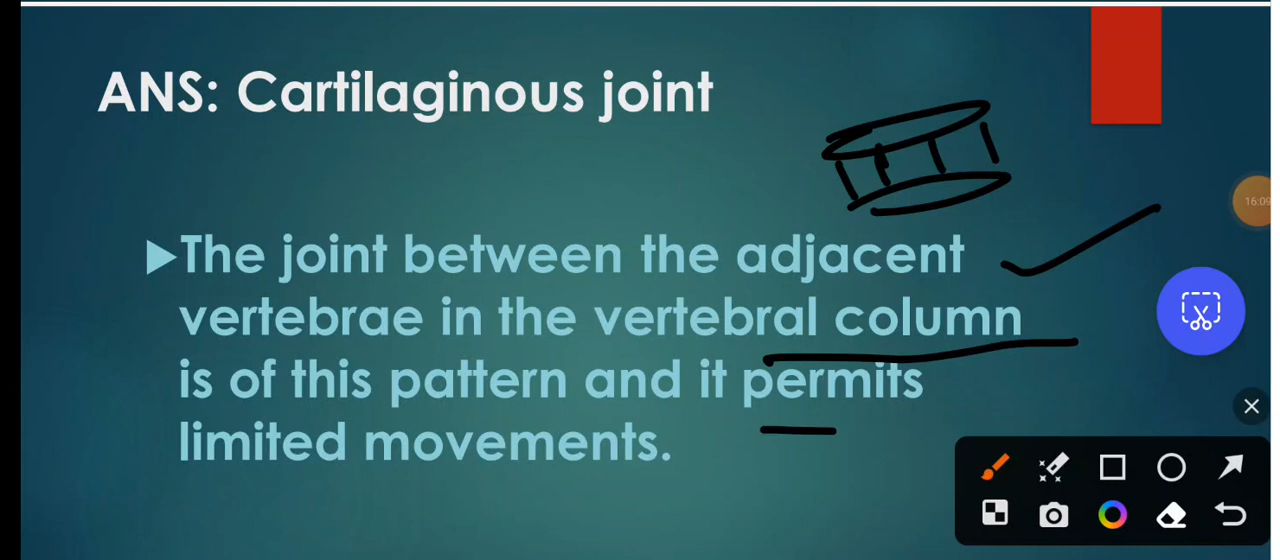 ANS: Cartilaginous joint
The joint between the adjacent
vertebrae in the vertebral column
is of this pattern and it permits
limited movements.
16:09